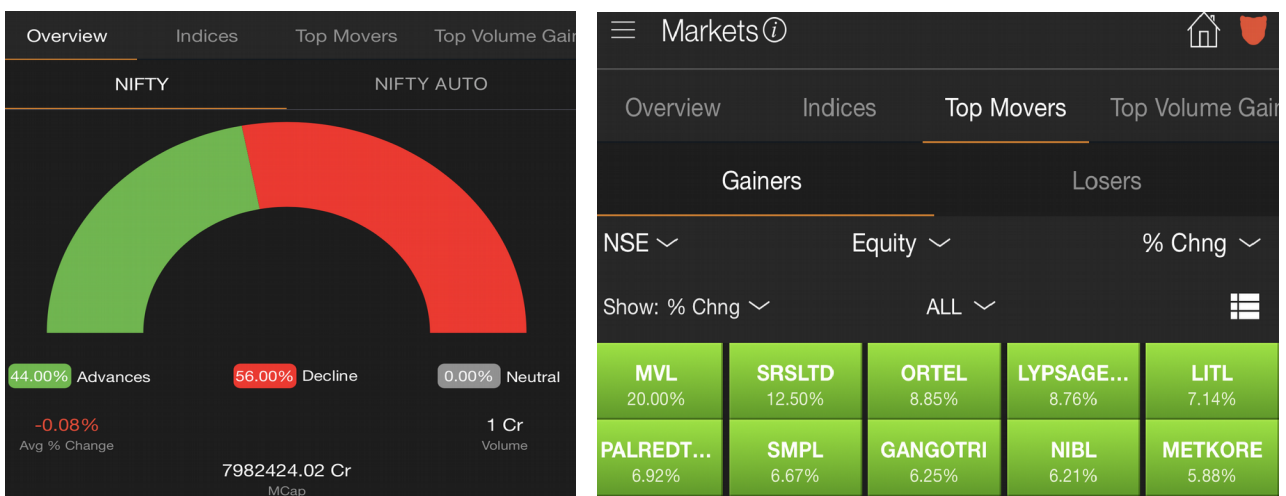 Overview Indices Top Movers Top Volume Gair
NIFTY NIFTY AUTO
44.00% Advances 56.00% Decline 0.00% Neutral
-0.08% 1 Cr
Avg % Change Volume
7982424.02 Cr
MCap
Markets i
Overview Indices Top Movers Top Volume Gair
Gainers Losers
NSE Equity % Chng
Show: % Chng ALL
MVL SRSLTD ORTEL LYPSAGE... LITL
20.00% 12.50% 8.85% 8.76% 7.14%
PALREDT... SMPL GANGOTRI NIBL METKORE
6.92% 6.67% 6.25% 6.21% 5.88%